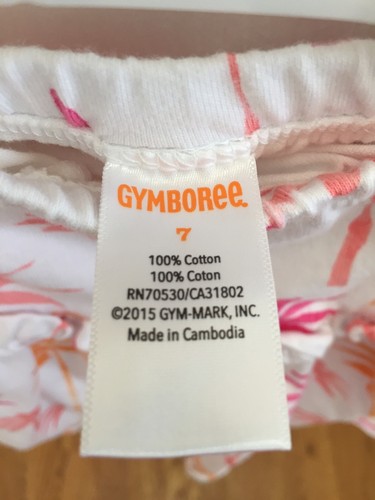 GYMBOREE
7
100% Cotton
100% Coton
RN70530/CA31802
©2015 GYM-MARK, INC.
Made in Cambodia